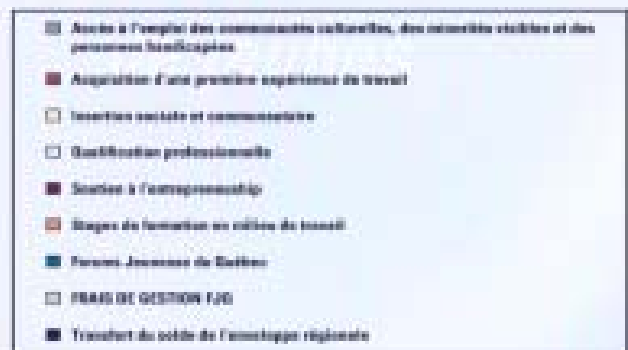 Accès à l'emploi des communautés culturelles, des minorités visibles et des
personnes handicapées
Acquisition d'une première expérience de travail
Insertion sociale et communautaire
Qualification professionnelle
Soutien à l'entrepreneurship
Stages de formation en milieu de travail
Forums Jeunesse de Québec
FRAIS DE GESTION FJQ
Transfert du solde de l'enveloppe régionale